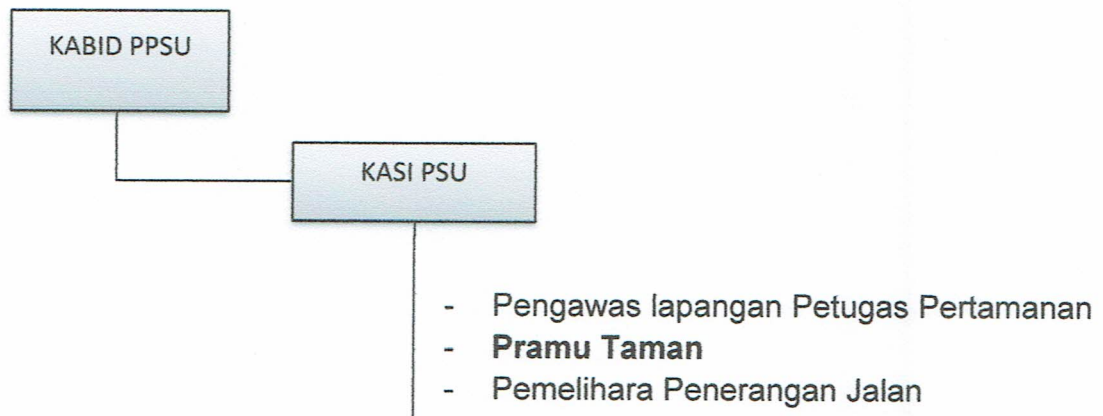 KABID PPSU
KASI PSU
- Pengawas lapangan Petugas Pertamanan
- Pramu Taman
- Pemelihara Penerangan Jalan